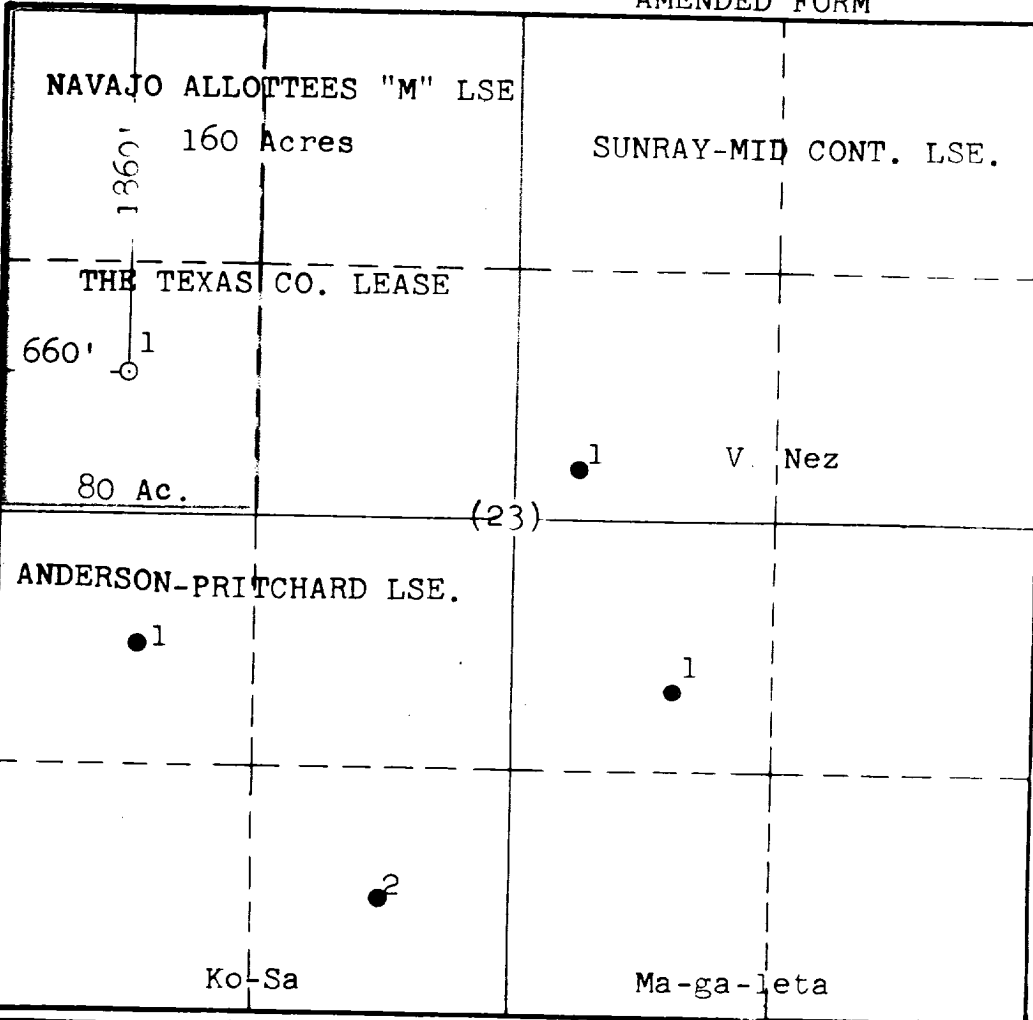 AMENDED FORM
NAVAJO ALLOTTEES "M" LSE
160 Acres
SUNRAY-MID CONT. LSE.
1860'
THE TEXAS CO. LEASE
660'
1
1
V. Nez
80 Ac.
(23)
ANDERSON-PRITCHARD LSE.
1
1
2
Ko-Sa
Ma-ga-leta